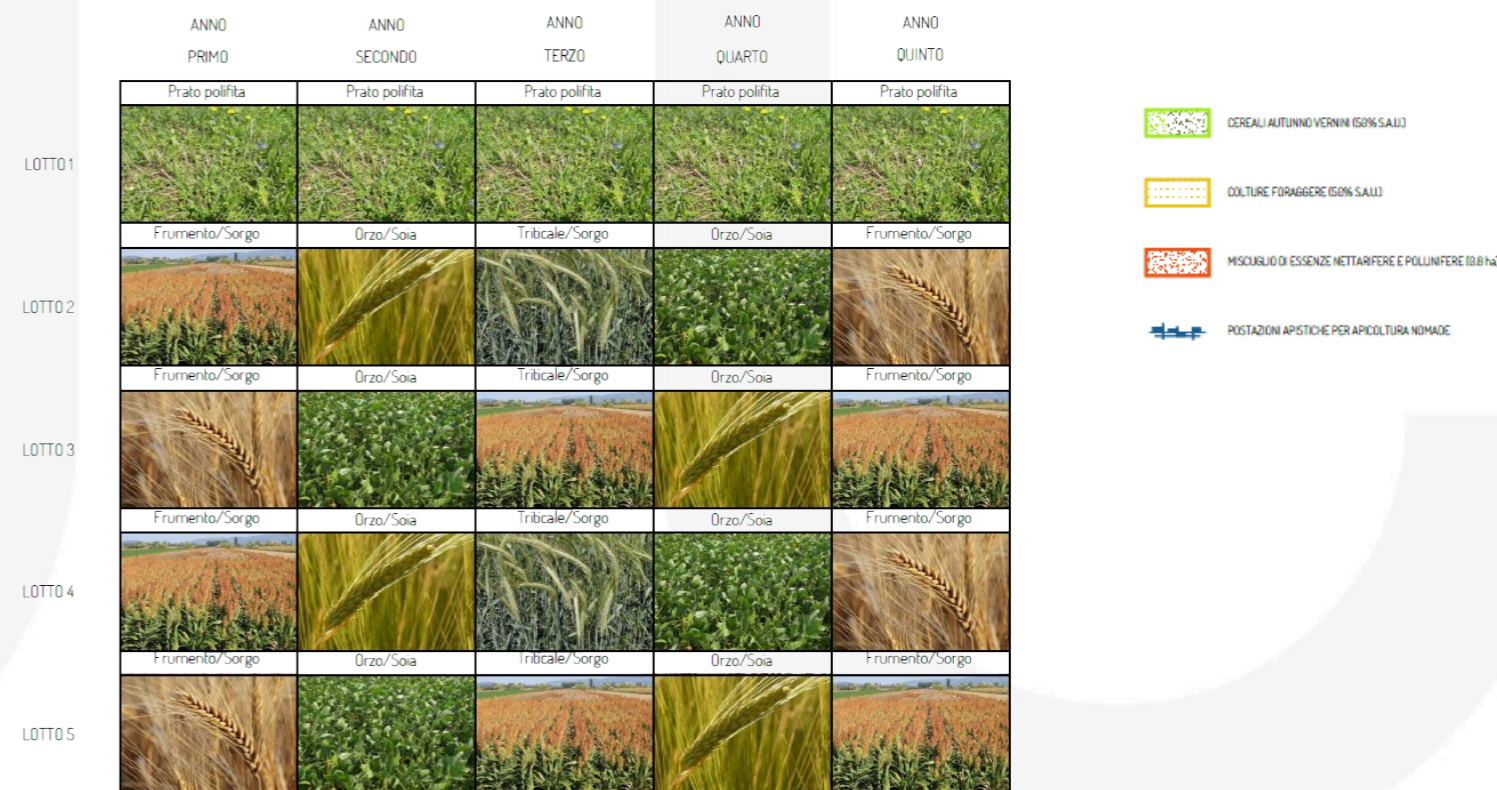 ANNO
PRIMO
ANNO
SECONDO
ANNO
TERZO
ANNO
QUARTO
ANNO
QUINTO
Prato polifita
Prato polifita
Prato polifita
Prato polifita
Prato polifita
LOTTO 1
Frumento/Sorgo
Orzo/Soia
Triticale/Sorgo
Orzo/Soia
Frumento/Sorgo
LOTTO 2
Frumento/Sorgo
Orzo/Soia
Triticale/Sorgo
Orzo/Soia
Frumento/Sorgo
LOTTO 3
Frumento/Sorgo
Orzo/Soia
Triticale/Sorgo
Orzo/Soia
Frumento/Sorgo
LOTTO 4
Frumento/Sorgo
Orzo/Soia
Triticale/Sorgo
Orzo/Soia
Frumento/Sorgo
LOTTO 5
CEREALI AUTUNNO VERNINI (50% S.A.U.)
COLTURE FORAGGERE (50% S.A.U.)
MISCUGLIO DI ESSENZE NETTARIFERE E POLLINIFERE
POSTAZIONI APISTICHE PER APICOLTURA NOMADE